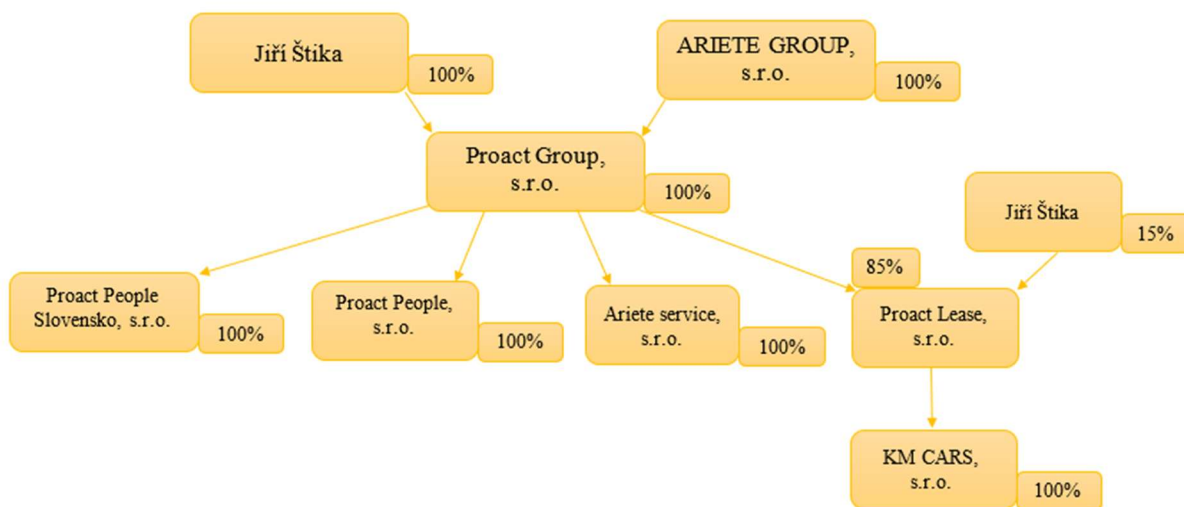 Jiří Štika
100%
ARIETE GROUP,
s.r.o.
100%
Proact Group,
s.r.o.
100%
Jiří Štika
15%
85%
Proact People
Slovensko, s.r.o.
100%
Proact People,
s.r.o.
100%
Ariete service,
s.r.o.
100%
Proact Lease,
s.r.o.
KM CARS,
s.r.o.
100%